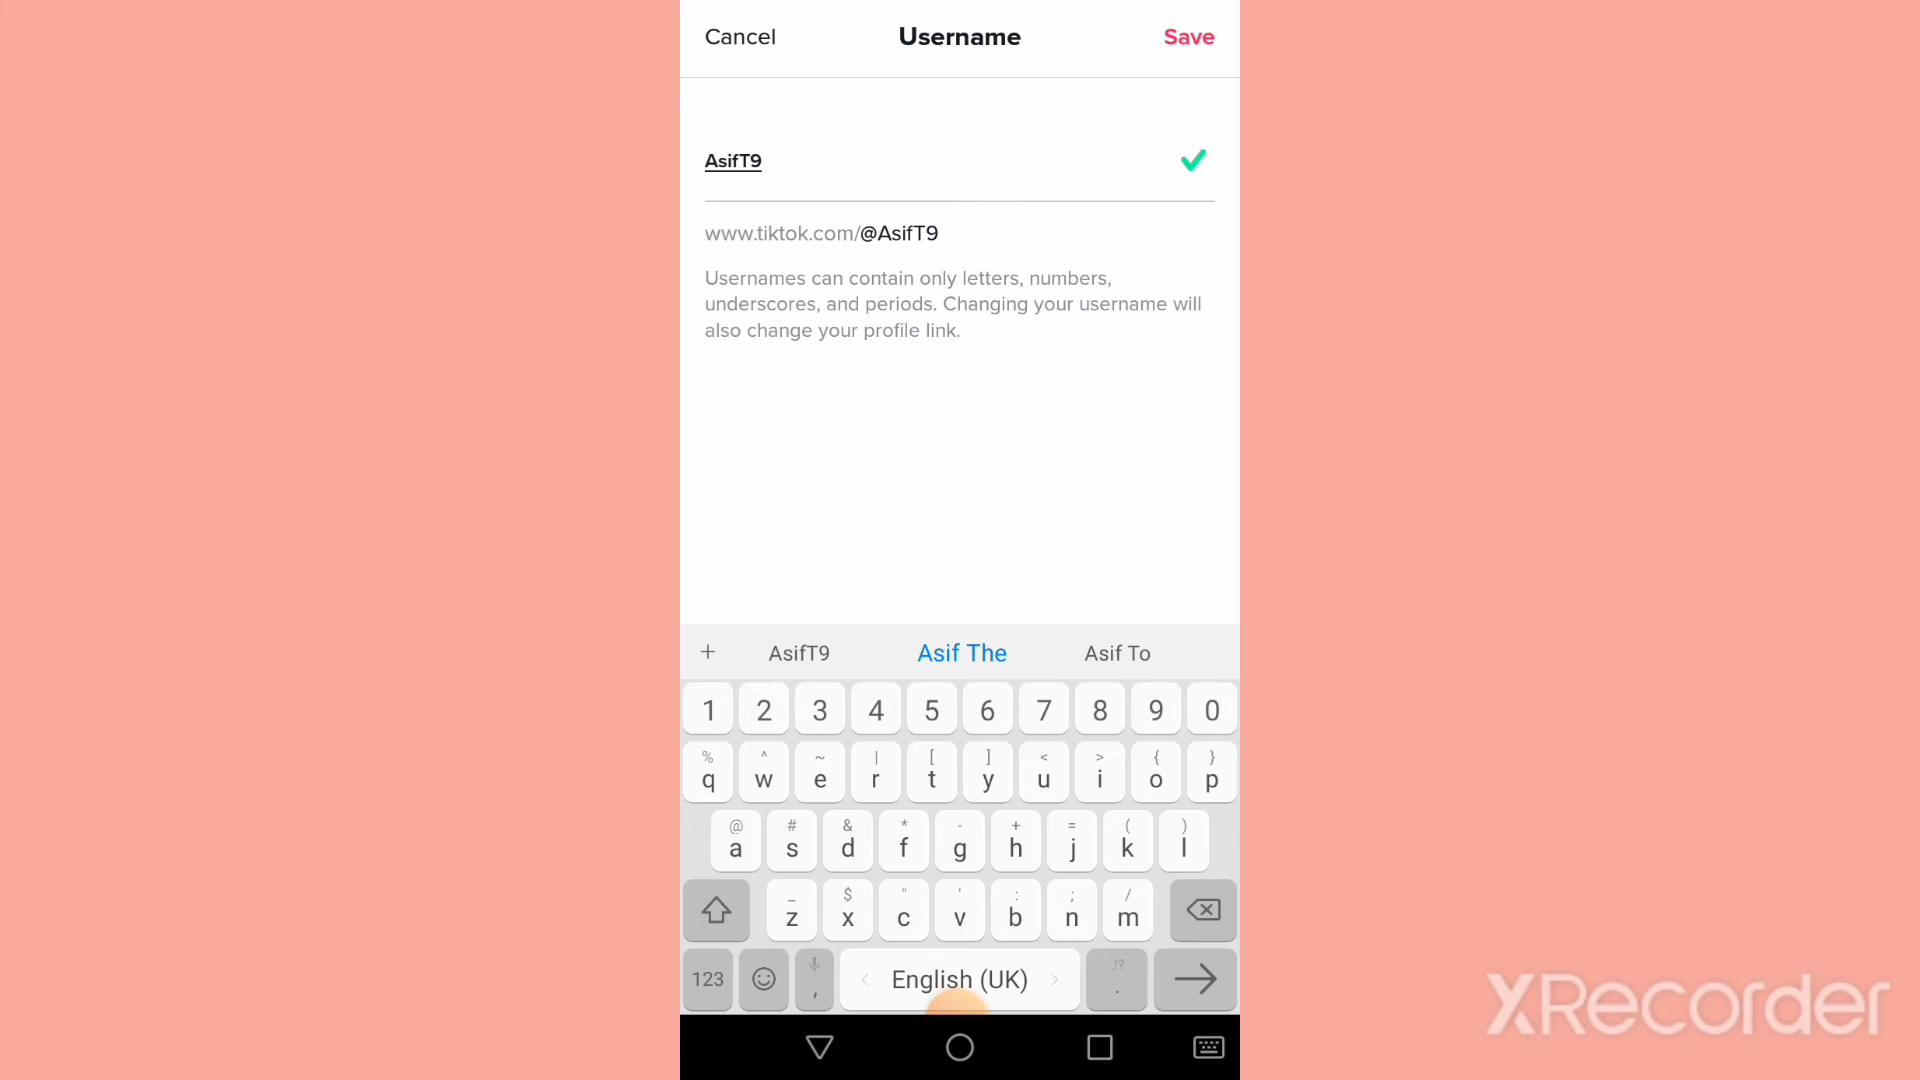 Cancel Username Save
AsifT9
www.tiktok.com/@AsifT9
Usernames can contain only letters, numbers,
underscores, and periods. Changing your username will
also change your profile link.
+ AsifT9 Asif The Asif To
1 2 3 4 5 6 7 8 9 0
% ^ ~ | [ ] < > { }
q w e r t y u i o p
@ # & * - + = ( )
a s d f g h j k l
_ $ " ' : ; /
z x c v b n m
,!?
123 , < English (UK) > .
XRecorder